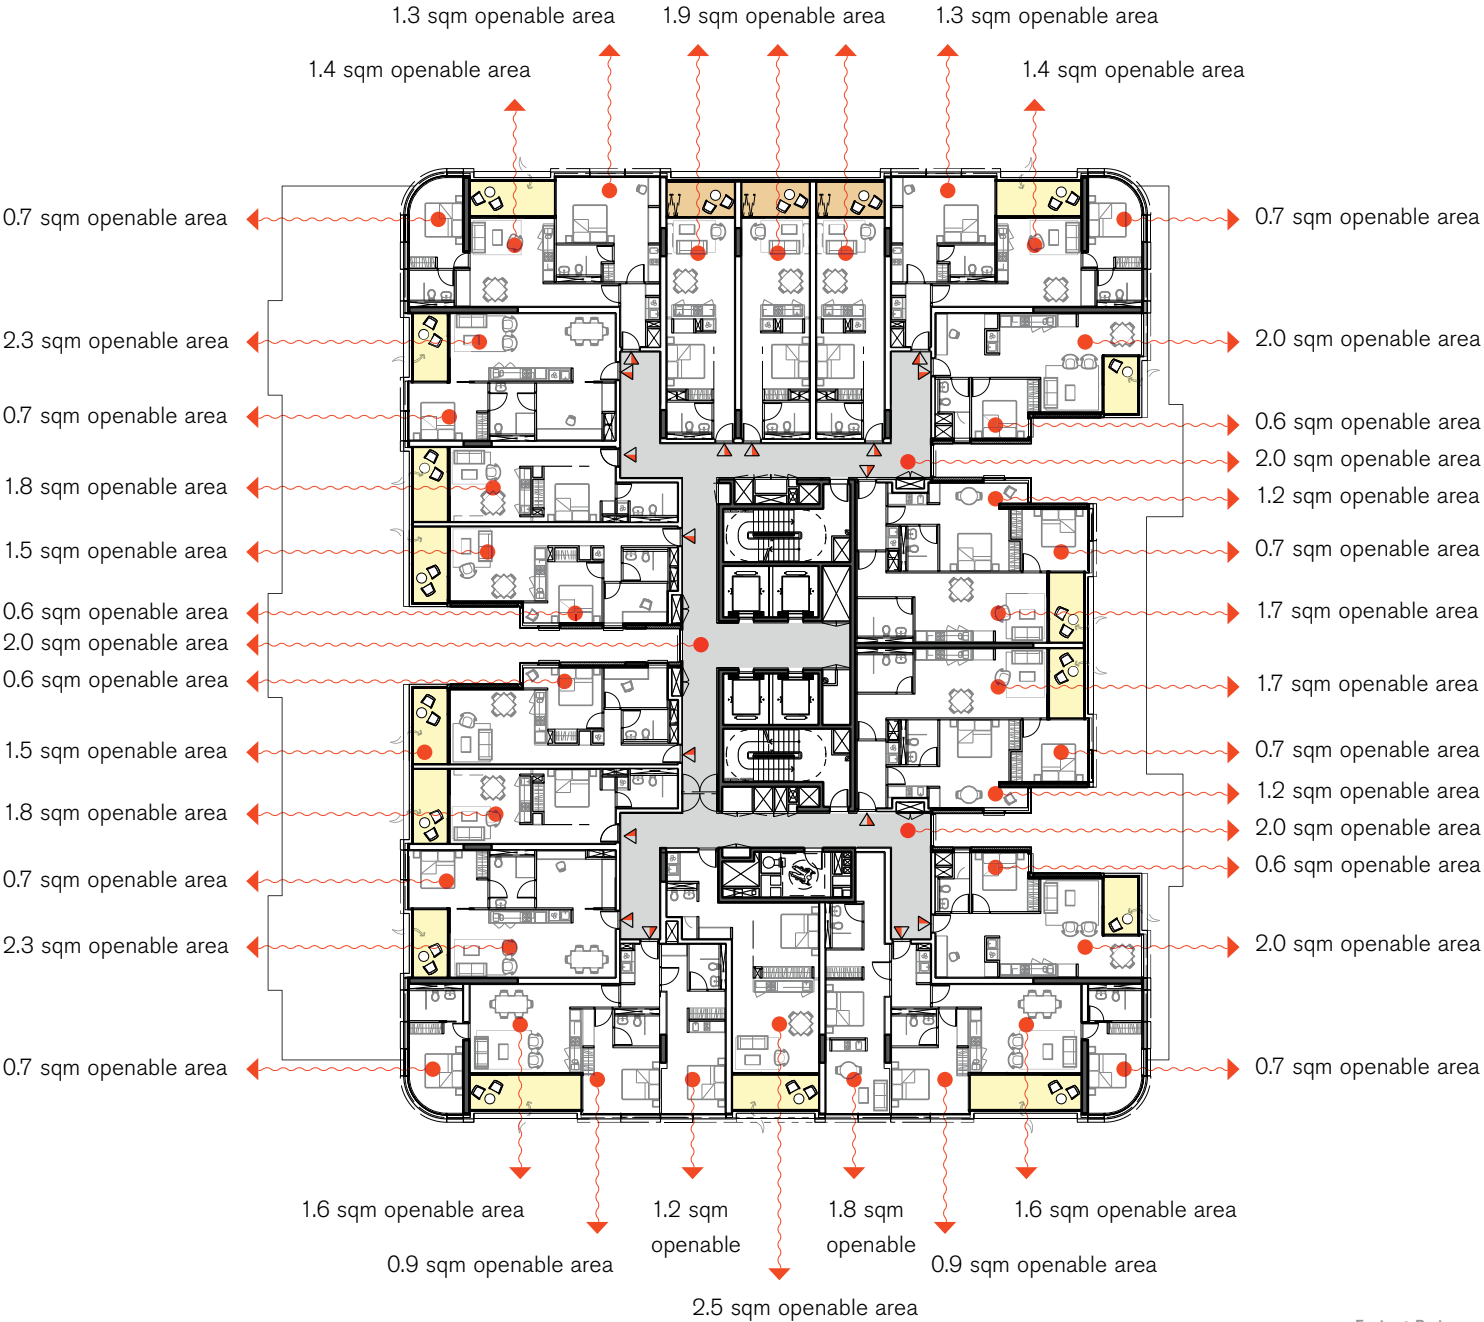 1.3 sqm openable area
1.9 sqm openable area
1.3 sqm openable area
1.4 sqm openable area
1.4 sqm openable area
0.7 sqm openable area
0.7 sqm openable area
2.3 sqm openable area
2.0 sqm openable area
0.7 sqm openable area
0.6 sqm openable area
2.0 sqm openable area
1.8 sqm openable area
1.2 sqm openable area
1.5 sqm openable area
0.7 sqm openable area
0.6 sqm openable area
1.7 sqm openable area
2.0 sqm openable area
0.6 sqm openable area
1.7 sqm openable area
1.5 sqm openable area
0.7 sqm openable area
1.2 sqm openable area
1.8 sqm openable area
2.0 sqm openable area
0.7 sqm openable area
0.6 sqm openable area
2.3 sqm openable area
2.0 sqm openable area
0.7 sqm openable area
0.7 sqm openable area
1.6 sqm openable area
1.2 sqm
openable
1.8 sqm
openable
1.6 sqm openable area
0.9 sqm openable area
0.9 sqm openable area
2.5 sqm openable area